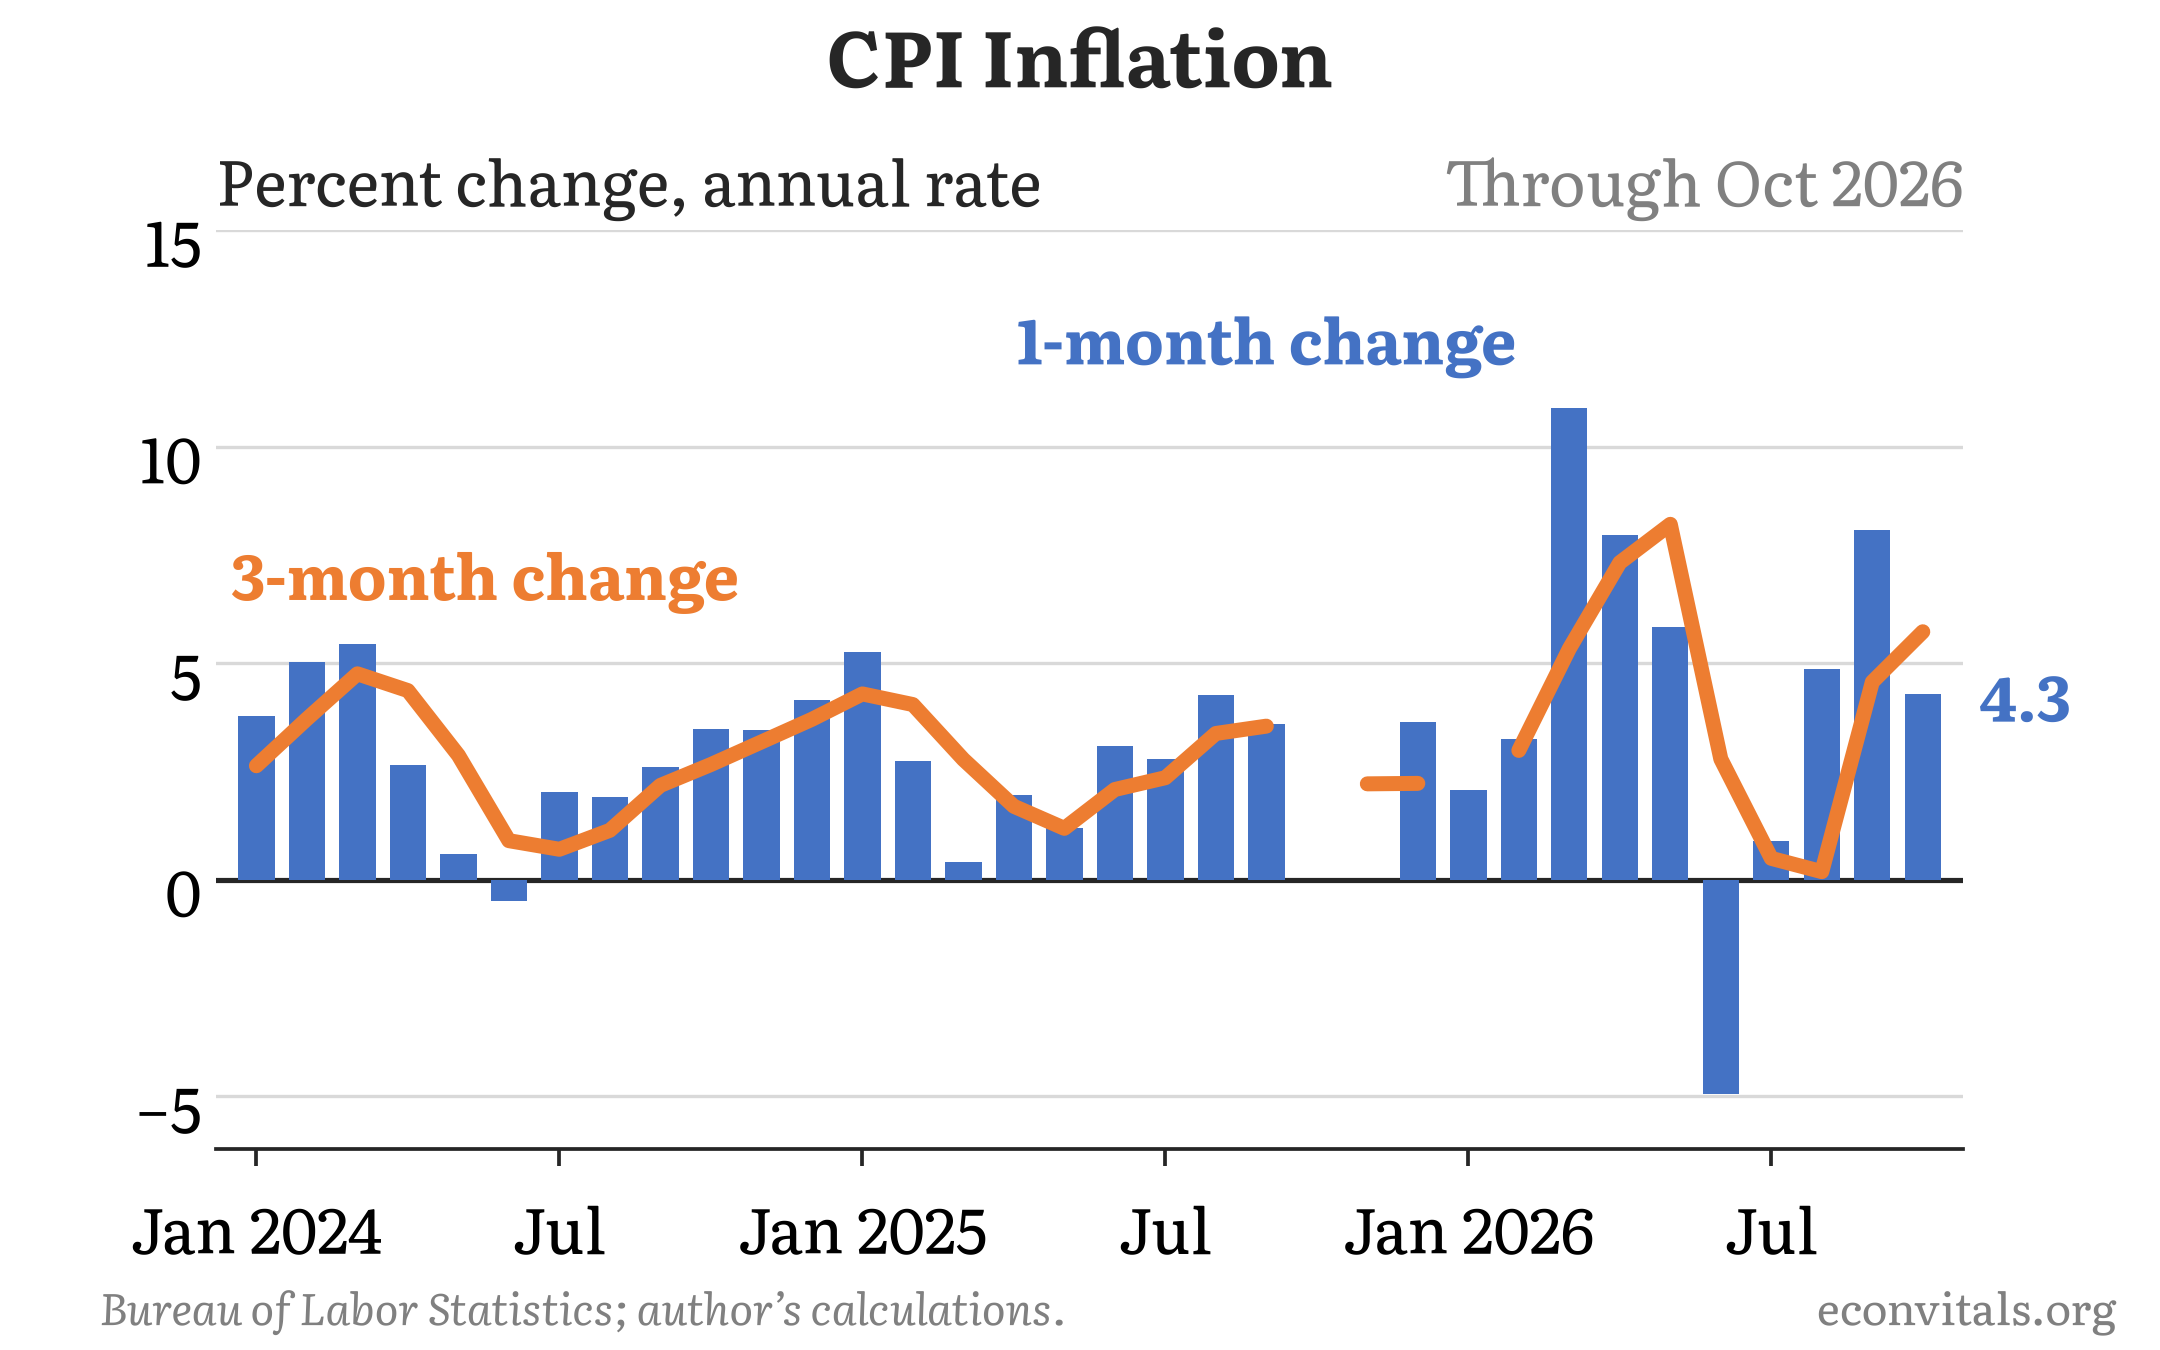 CPI Inflation
Percent change, annual rate
Through Oct 2026
15
1-month change
10
3-month change
5
4.3
0
−5
Jan 2024
Jul
Jan 2025
Jul
Jan 2026
Jul
Bureau of Labor Statistics; author’s calculations.
econvitals.org